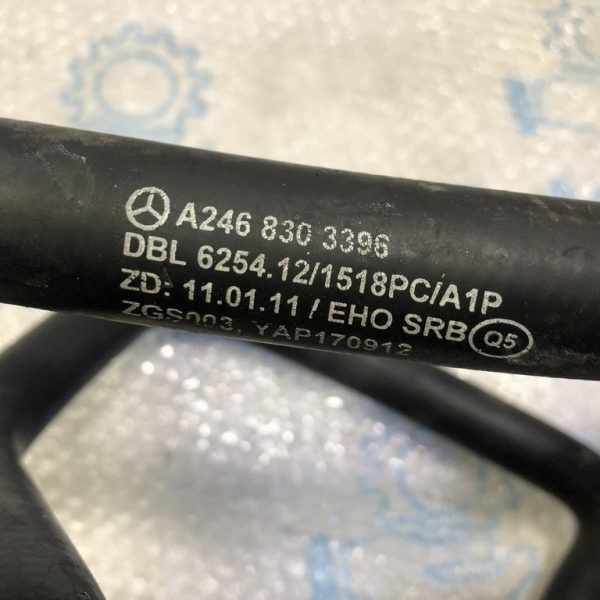 A246 830 3396
DBL 6254.12/1518PC/A1P
ZD: 11.01.11 / EHO SRB Q5
ZGS003, YAP170912